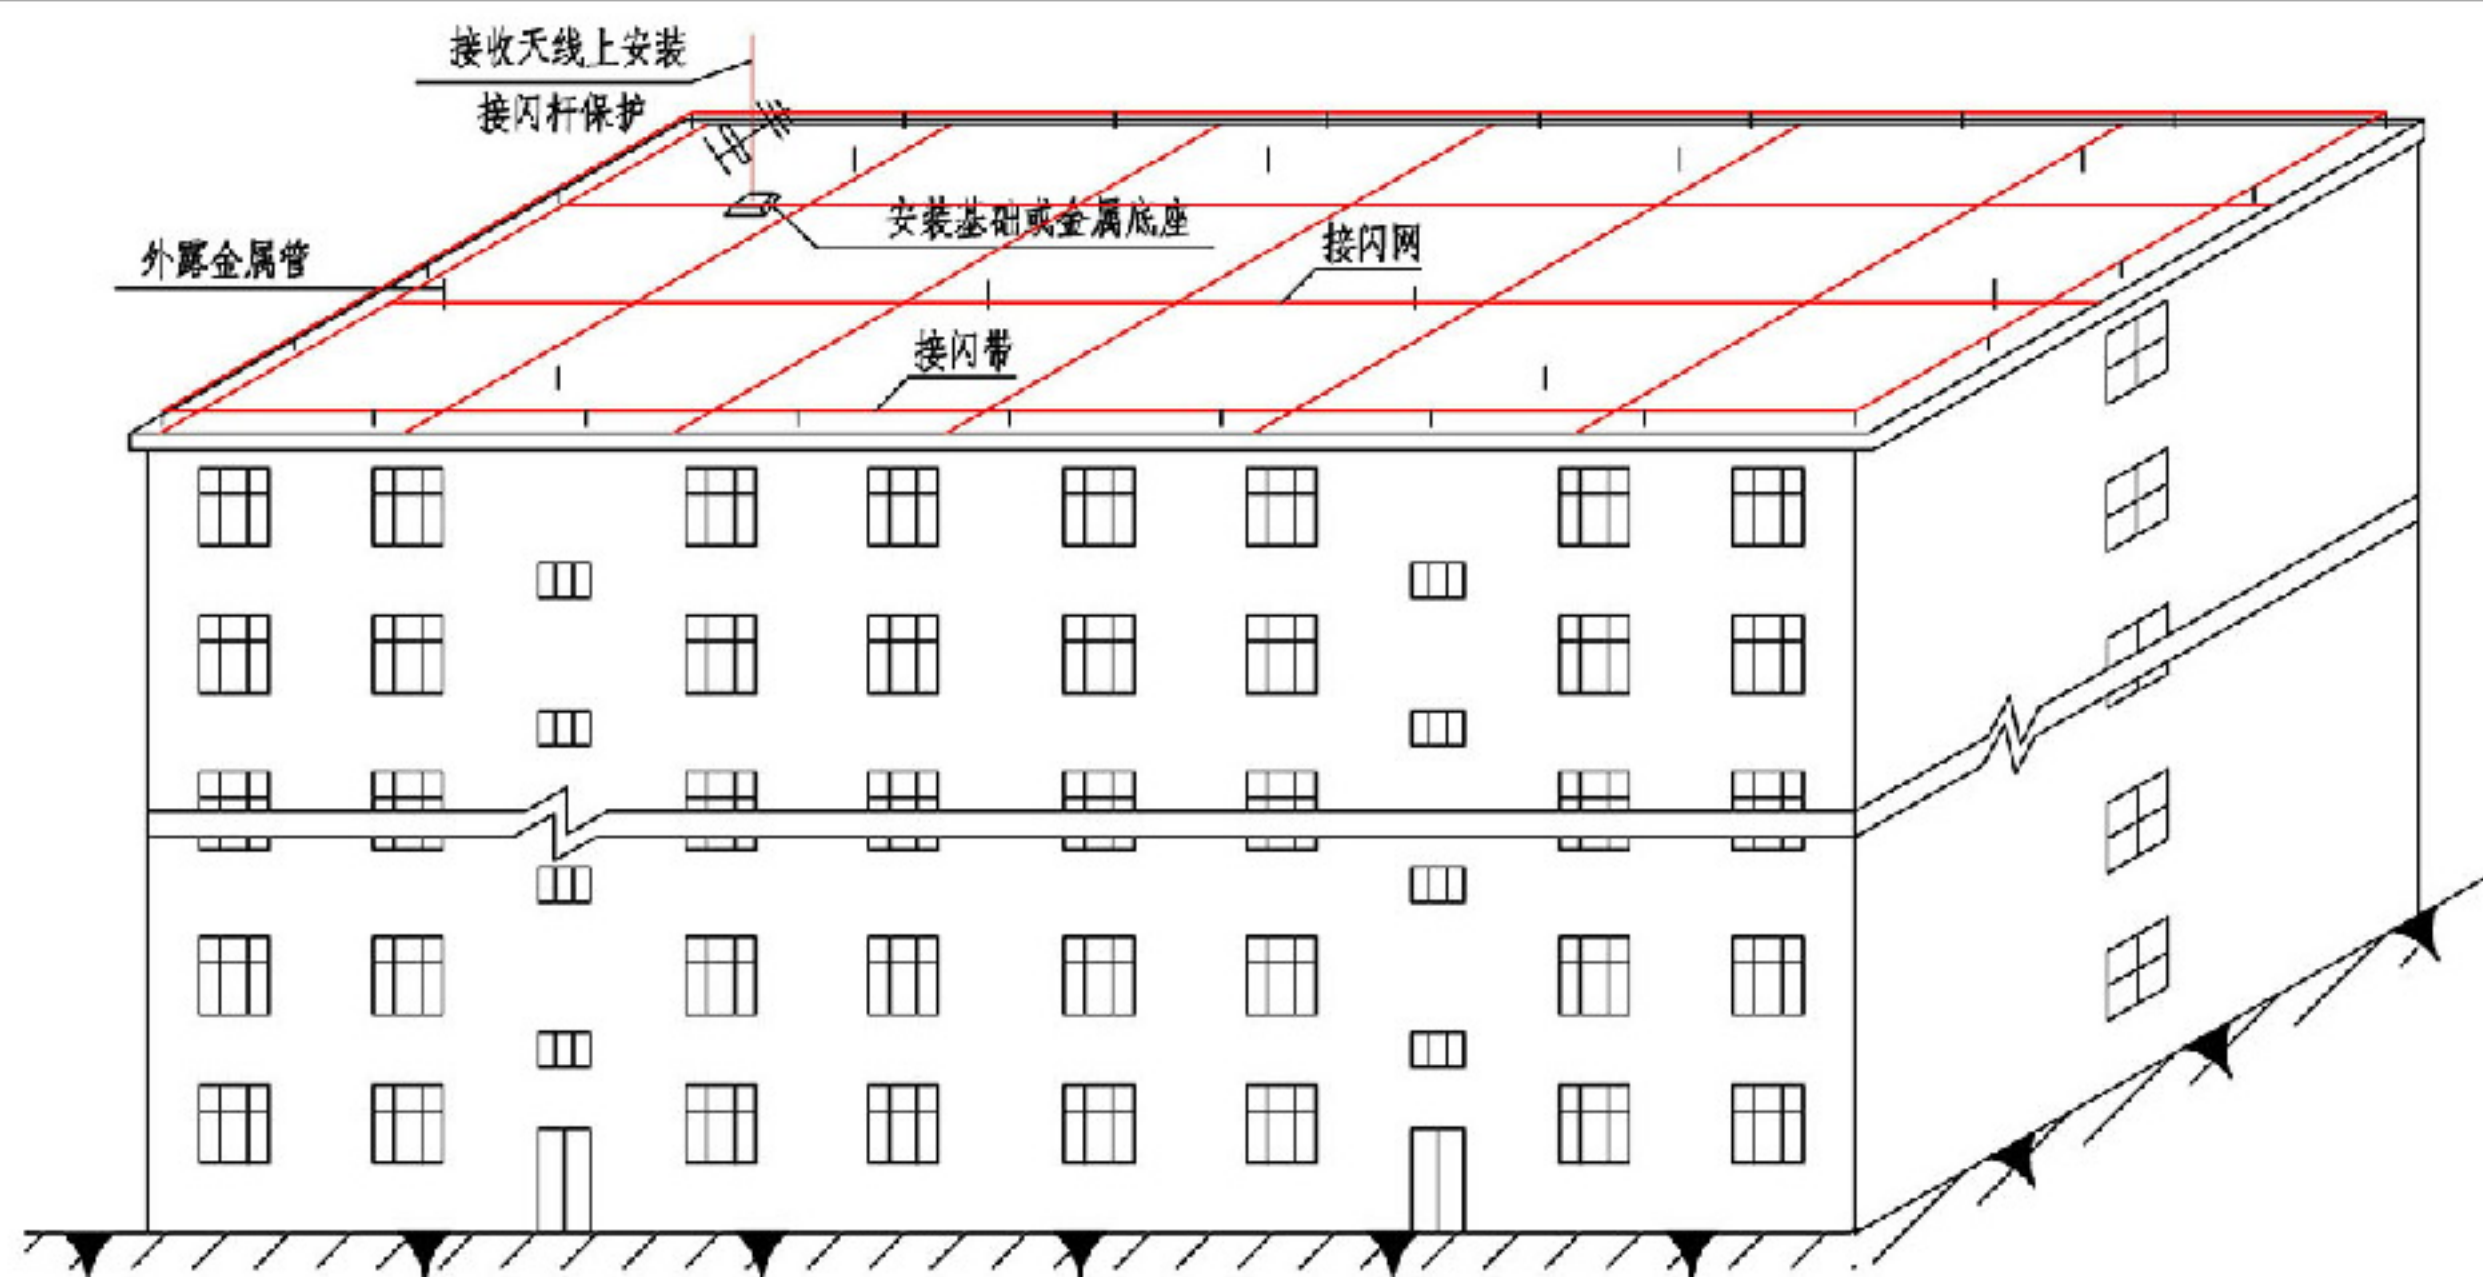 接收天线上安装
接闪杆保护
安装基础或金属底座
接闪网
外露金属管
接闪带